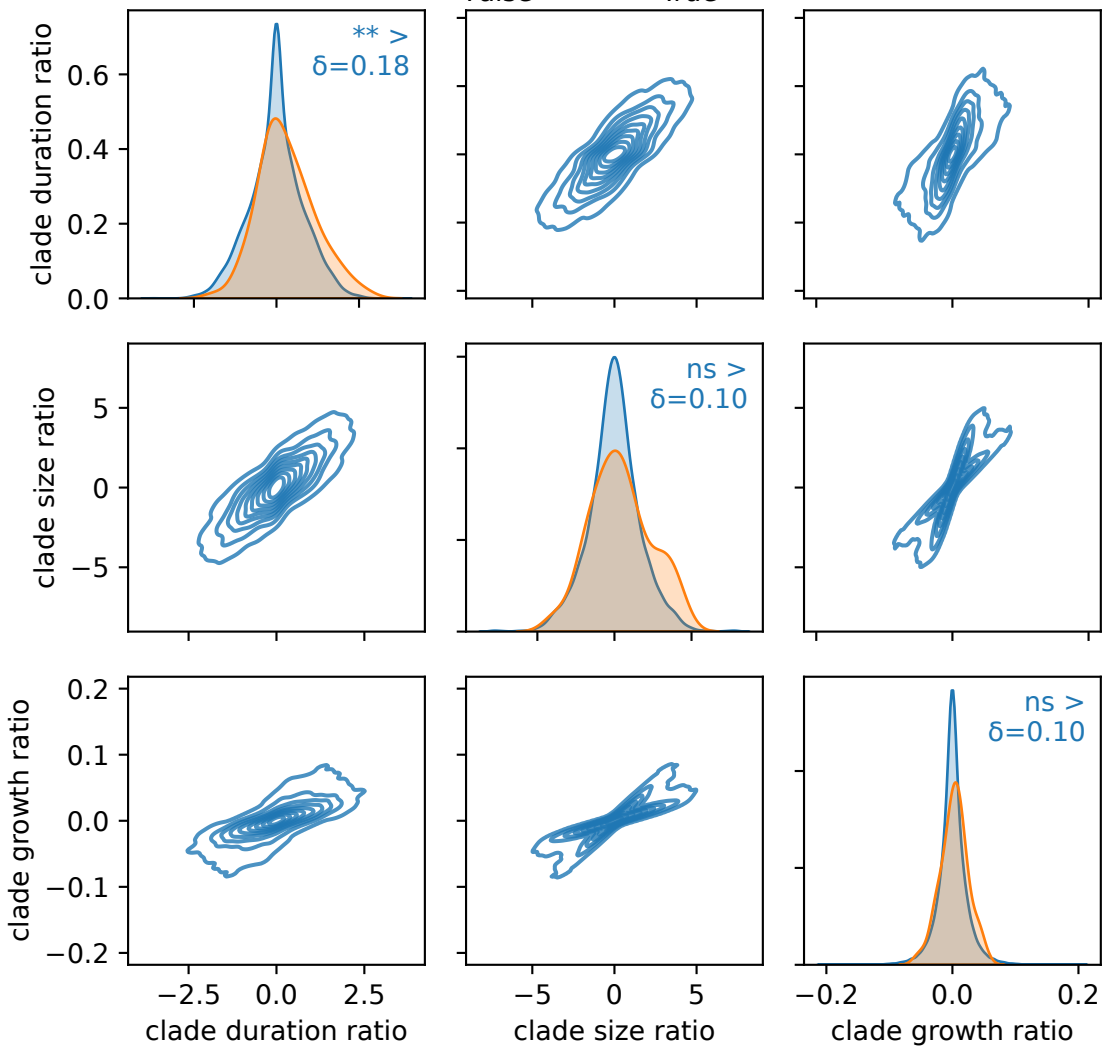 clade duration ratio
0.6
0.4
0.2
0.0
** >
δ=0.18
clade size ratio
5
0
−5
ns >
δ=0.10
clade growth ratio
0.2
0.1
0.0
−0.1
−0.2
ns >
δ=0.10
−2.5 0.0 2.5
−5 0 5
−0.2 0.0 0.2
clade duration ratio
clade size ratio
clade growth ratio